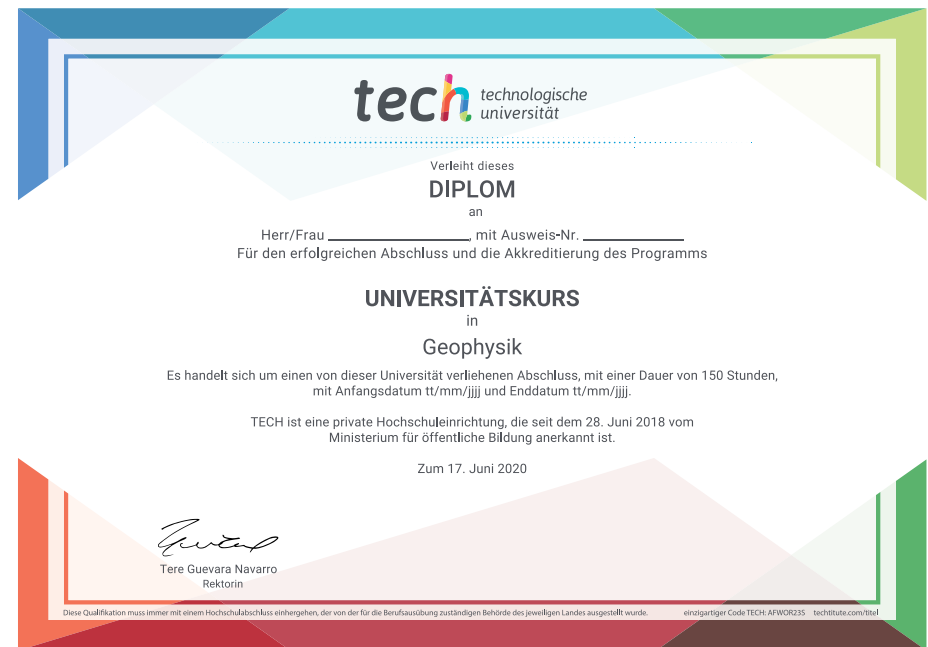 tech technologische
universität
Verleiht dieses
DIPLOM
an
Herr/Frau ____________________, mit Ausweis-Nr. ______________
Für den erfolgreichen Abschluss und die Akkreditierung des Programms
UNIVERSITÄTSKURS
in
Geophysik
Es handelt sich um einen von dieser Universität verliehenen Abschluss, mit einer Dauer von 150 Stunden,
mit Anfangsdatum tt/mm/jjjj und Enddatum tt/mm/jjjj.
TECH ist eine private Hochschuleinrichtung, die seit dem 28. Juni 2018 vom
Ministerium für öffentliche Bildung anerkannt ist.
Zum 17. Juni 2020
Tere Guevara Navarro
Rektorin
Diese Qualifikation muss immer mit einem Hochschulabschluss einhergehen, der von der für die Berufsausübung zuständigen Behörde des jeweiligen Landes ausgestellt wurde. einzigartiger Code TECH: AFWOR23S techtitute.com/titel